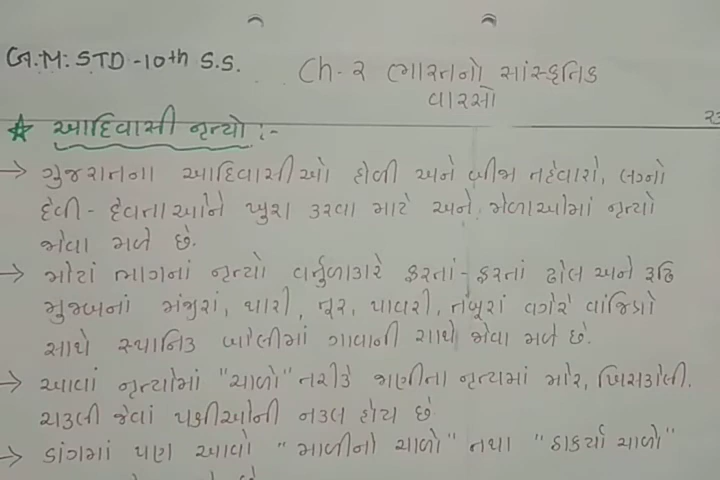 G.M: STD-10th S.S.
Ch-૨ ભારતનો સાંસ્કૃતિક
વારસો
★ આદિવાસી નૃત્યો :-
→ ગુજરાતના આદિવાસીઓ હોળી અને બીજા તહેવારો, લગ્નો
દેવી - દેવતાઓને ખુશ કરવા માટે અને મેળાઓમાં નૃત્યો
જોવા મળે છે.
→ મોટાં ભાગનાં નૃત્યો વર્તુળાકારે ફરતાં-ફરતાં ઢોલ અને રૂઢિ
મુજબનાં મંજીરાં, થાળી, તૂર, પાવરી, તંબૂરાં વગેરે વાંજિંત્રો
સાથે સ્થાનિક બોલીમાં ગાવાની સાથે જોવા મળે છે.
→ આવાં નૃત્યોમાં "ચાળો" તરીકે જાણીતા નૃત્યમાં મોર, ખિસકોલી,
ચકલી જેવાં પક્ષીઓની નકલ હોય છે
→ ડાંગમાં પણ આવો "માળીનો ચાળો" તથા "ઠાકર્યા ચાળો"